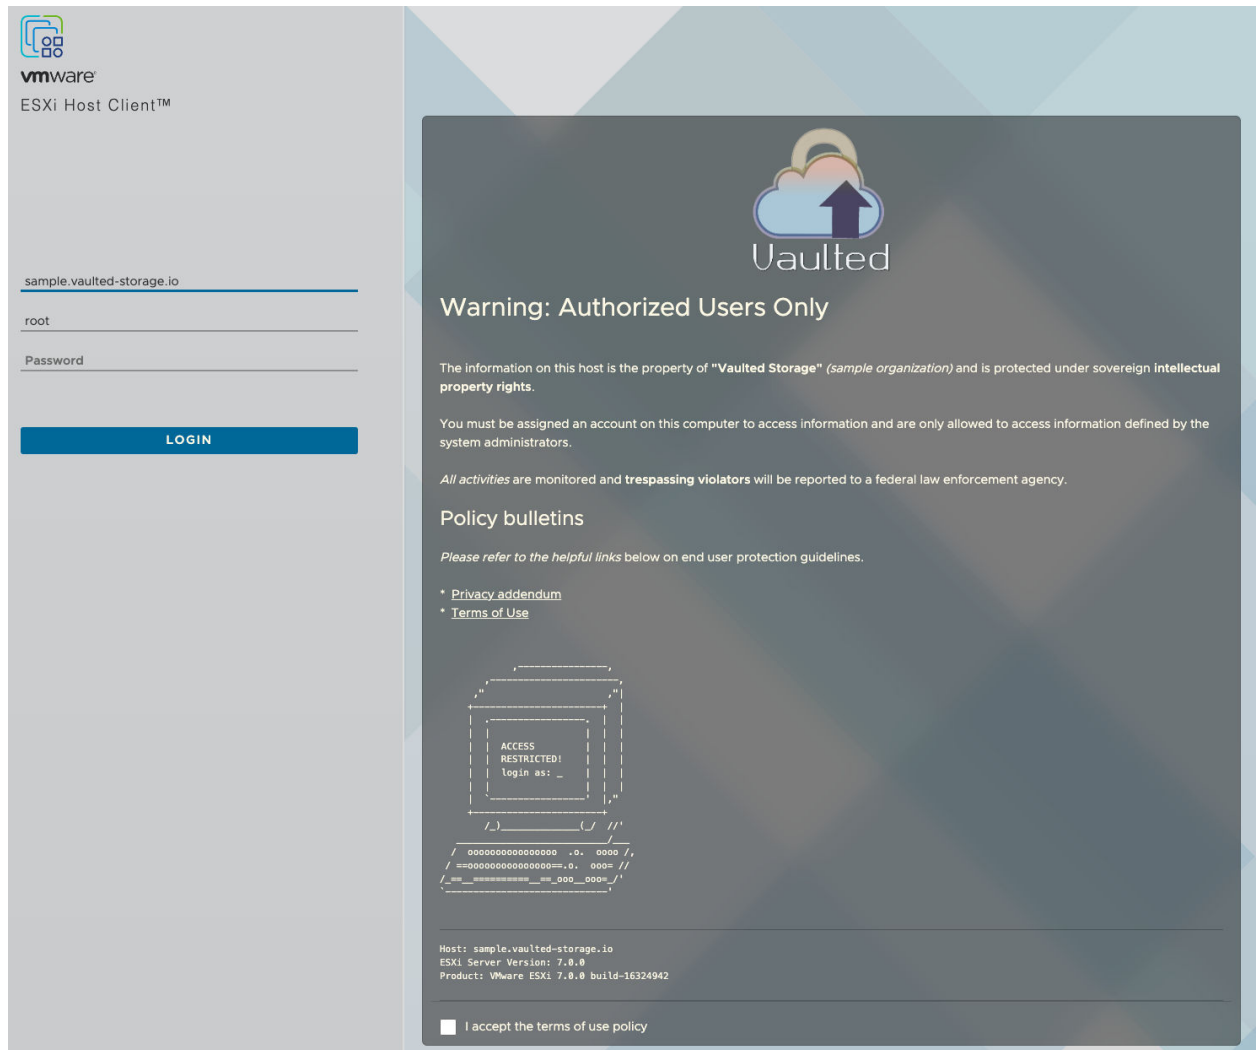 vmware®
ESXi Host Client™
sample.vaulted-storage.io
root
Password
LOGIN
Vaulted
Warning: Authorized Users Only
The information on this host is the property of "Vaulted Storage" (sample organization) and is protected under sovereign intellectual
property rights.
You must be assigned an account on this computer to access information and are only allowed to access information defined by the
system administrators.
All activities are monitored and trespassing violators will be reported to a federal law enforcement agency.
Policy bulletins
Please refer to the helpful links below on end user protection guidelines.
* Privacy addendum
* Terms of Use
ACCESS
RESTRICTED!
login as: _
Host: sample.vaulted-storage.io
ESXi Server Version: 7.0.0
Product: VMware ESXi 7.0.0 build-16324942
I accept the terms of use policy